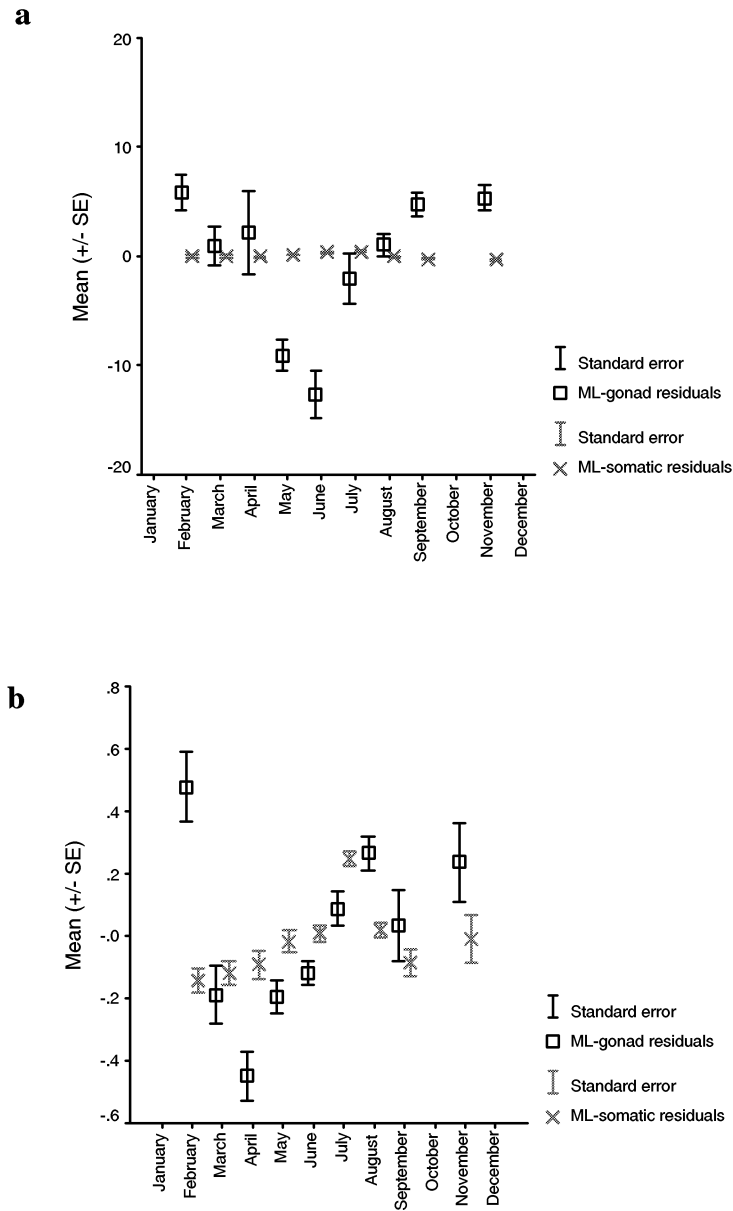 a
20
10
0
-10
-20
Mean (+/- SE)
January
February
March
April
May
June
July
August
September
October
November
December
Standard error
ML-gonad residuals
Standard error
ML-somatic residuals
b
.8
.6
.4
.2
-.0
-.2
-.4
-.6
Mean (+/- SE)
January
February
March
April
May
June
July
August
September
October
November
December
Standard error
ML-gonad residuals
Standard error
ML-somatic residuals